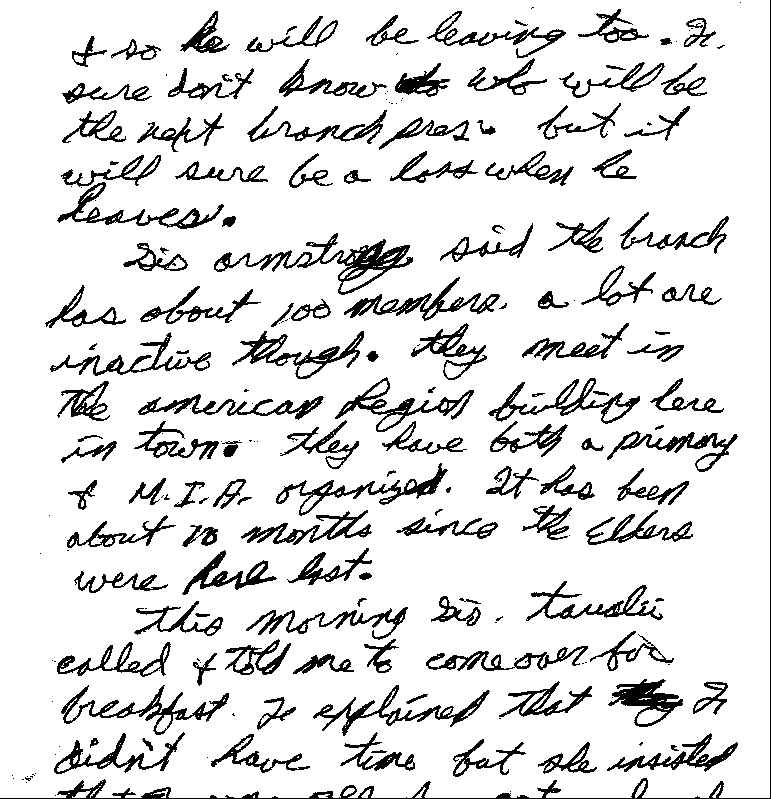 & so he will be leaving too. I
sure don't know who will be
the next branch pres. but it
will sure be a loss when he
leaves.
Sis armstrong said the branch
has about 100 members. a lot are
inactive though. they meet in
the american Legion building here
in town. they have both a primary
& M.I.A. organized. It has been
about 10 months since the Elders
were here last.
This morning Sis.
called & told me to come over for
breakfast. I explained that I
didn't have time but she insisted